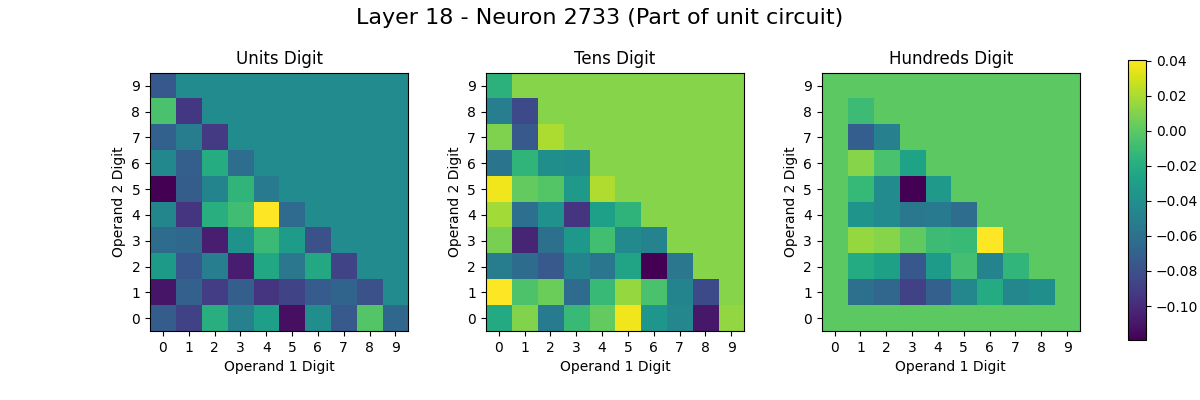 Layer 18 - Neuron 2733 (Part of unit circuit)
Units Digit
Tens Digit
Hundreds Digit
Operand 2 Digit
9
8
7
6
5
4
3
2
1
0
0 1 2 3 4 5 6 7 8 9
Operand 1 Digit
Operand 2 Digit
9
8
7
6
5
4
3
2
1
0
0 1 2 3 4 5 6 7 8 9
Operand 1 Digit
Operand 2 Digit
9
8
7
6
5
4
3
2
1
0
0 1 2 3 4 5 6 7 8 9
Operand 1 Digit
0.04
0.02
0.00
−0.02
−0.04
−0.06
−0.08
−0.10